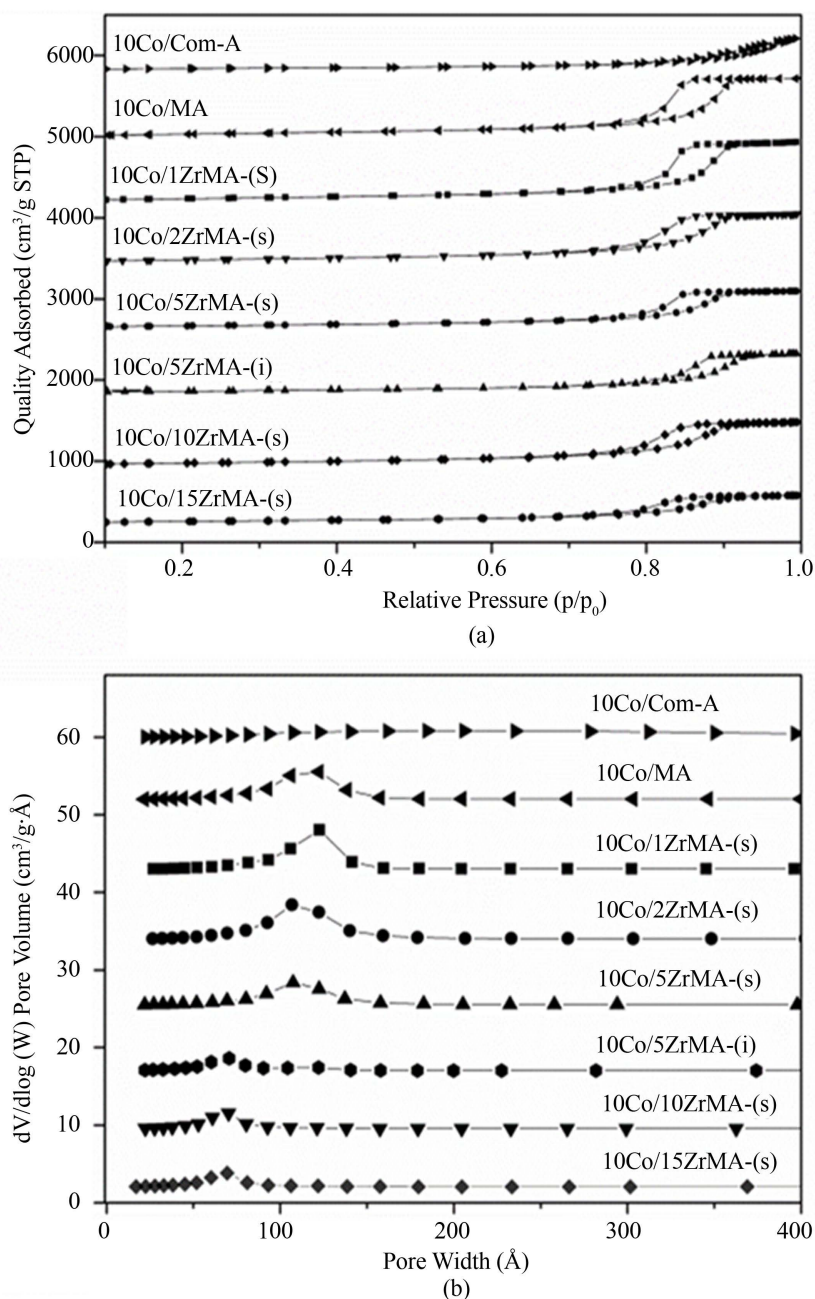 6000
5000
4000
3000
2000
1000
0
Quality Adsorbed (cm³/g STP)
10Co/Com-A
10Co/MA
10Co/1ZrMA-(S)
10Co/2ZrMA-(s)
10Co/5ZrMA-(s)
10Co/5ZrMA-(i)
10Co/10ZrMA-(s)
10Co/15ZrMA-(s)
0.2 0.4 0.6 0.8 1.0
Relative Pressure (p/p₀)
(a)
60
50
40
30
20
10
0
dV/dlog (W) Pore Volume (cm³/g·Å)
10Co/Com-A
10Co/MA
10Co/1ZrMA-(s)
10Co/2ZrMA-(s)
10Co/5ZrMA-(s)
10Co/5ZrMA-(i)
10Co/10ZrMA-(s)
10Co/15ZrMA-(s)
0 100 200 300 400
Pore Width (Å)
(b)